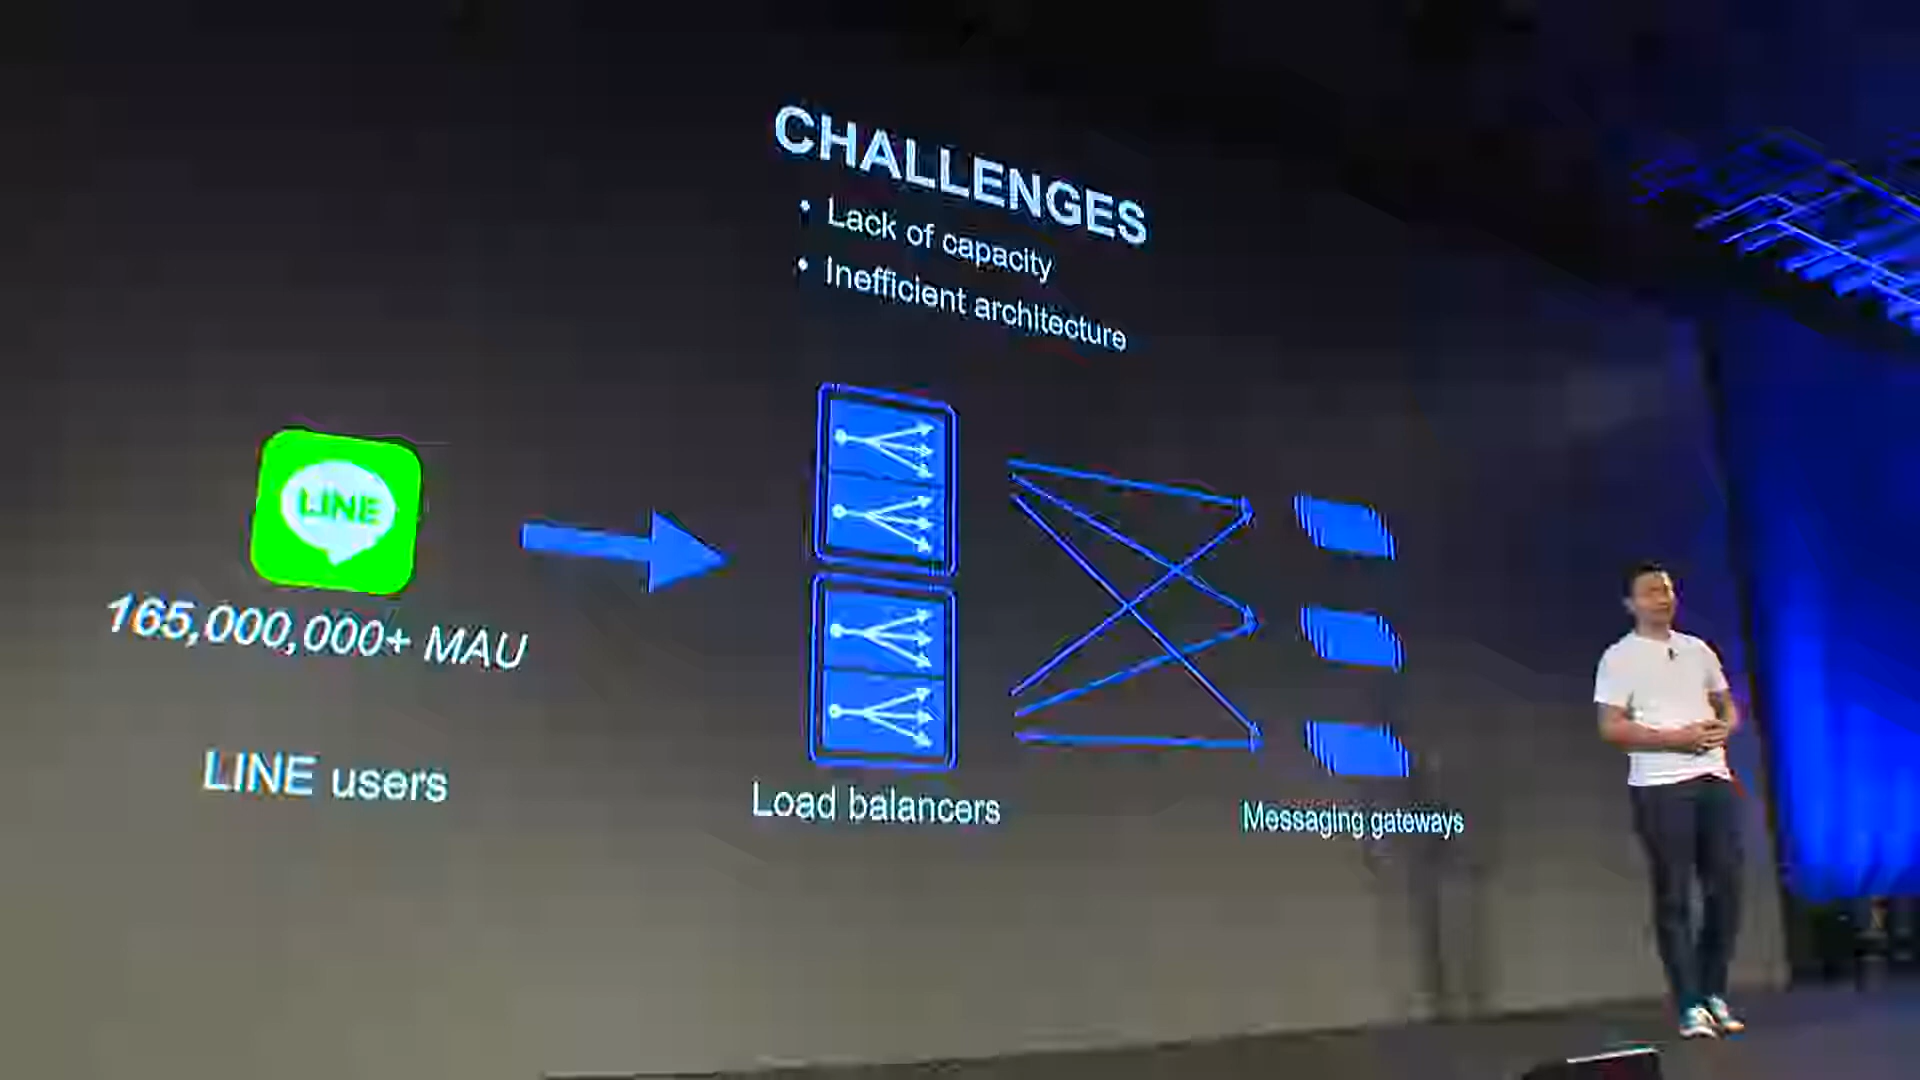 CHALLENGES
• Lack of capacity
• Inefficient architecture
LINE
165,000,000+ MAU
LINE users
Load balancers
Messaging gateways